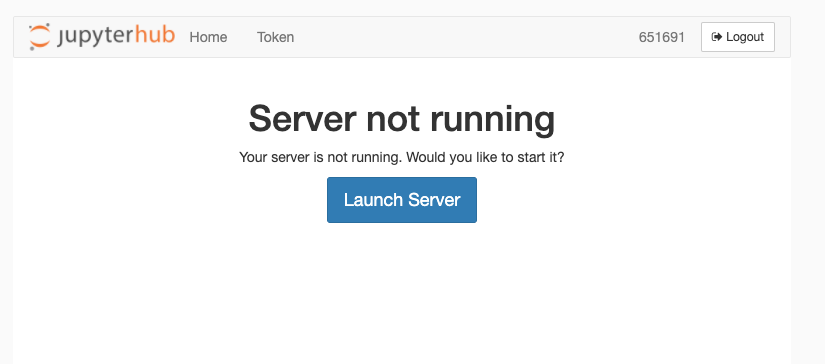 jupyterhub Home Token 651691 Logout
Server not running
Your server is not running. Would you like to start it?
Launch Server